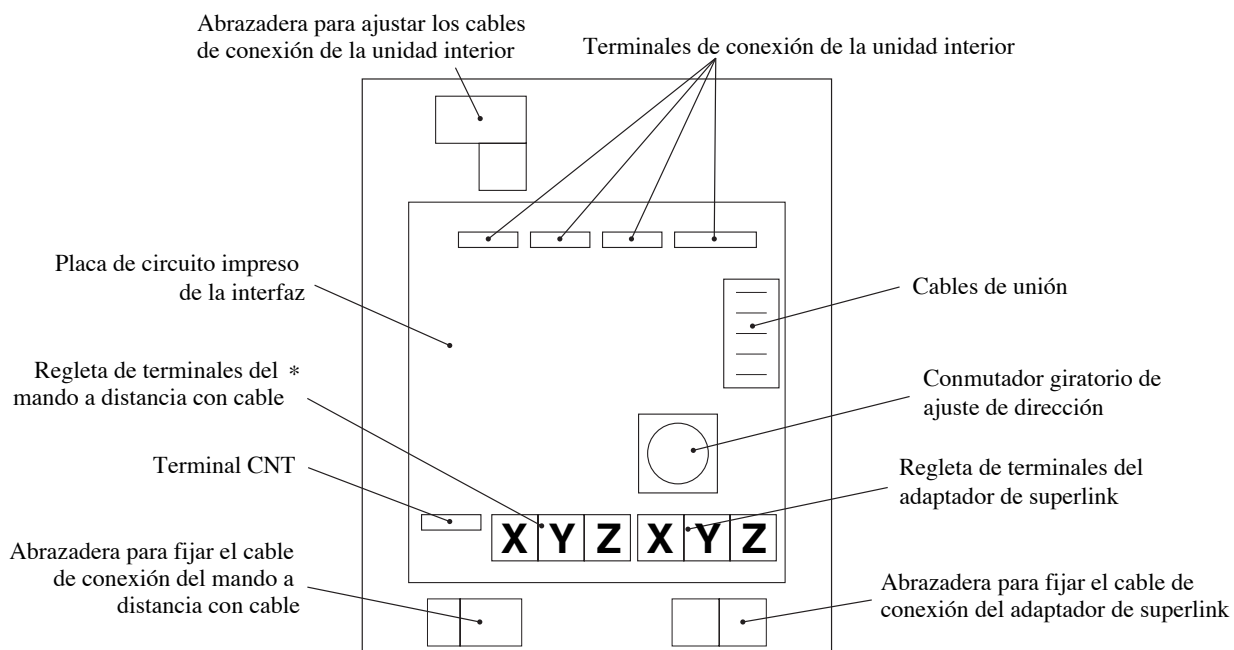 Abrazadera para ajustar los cables
de conexión de la unidad interior
Terminales de conexión de la unidad interior
Placa de circuito impreso
de la interfaz
Cables de unión
Regleta de terminales del *
mando a distancia con cable
Conmutador giratorio de
ajuste de dirección
Terminal CNT
Regleta de terminales del
adaptador de superlink
X Y Z X Y Z
Abrazadera para fijar el cable
de conexión del mando a
distancia con cable
Abrazadera para fijar el cable de
conexión del adaptador de superlink